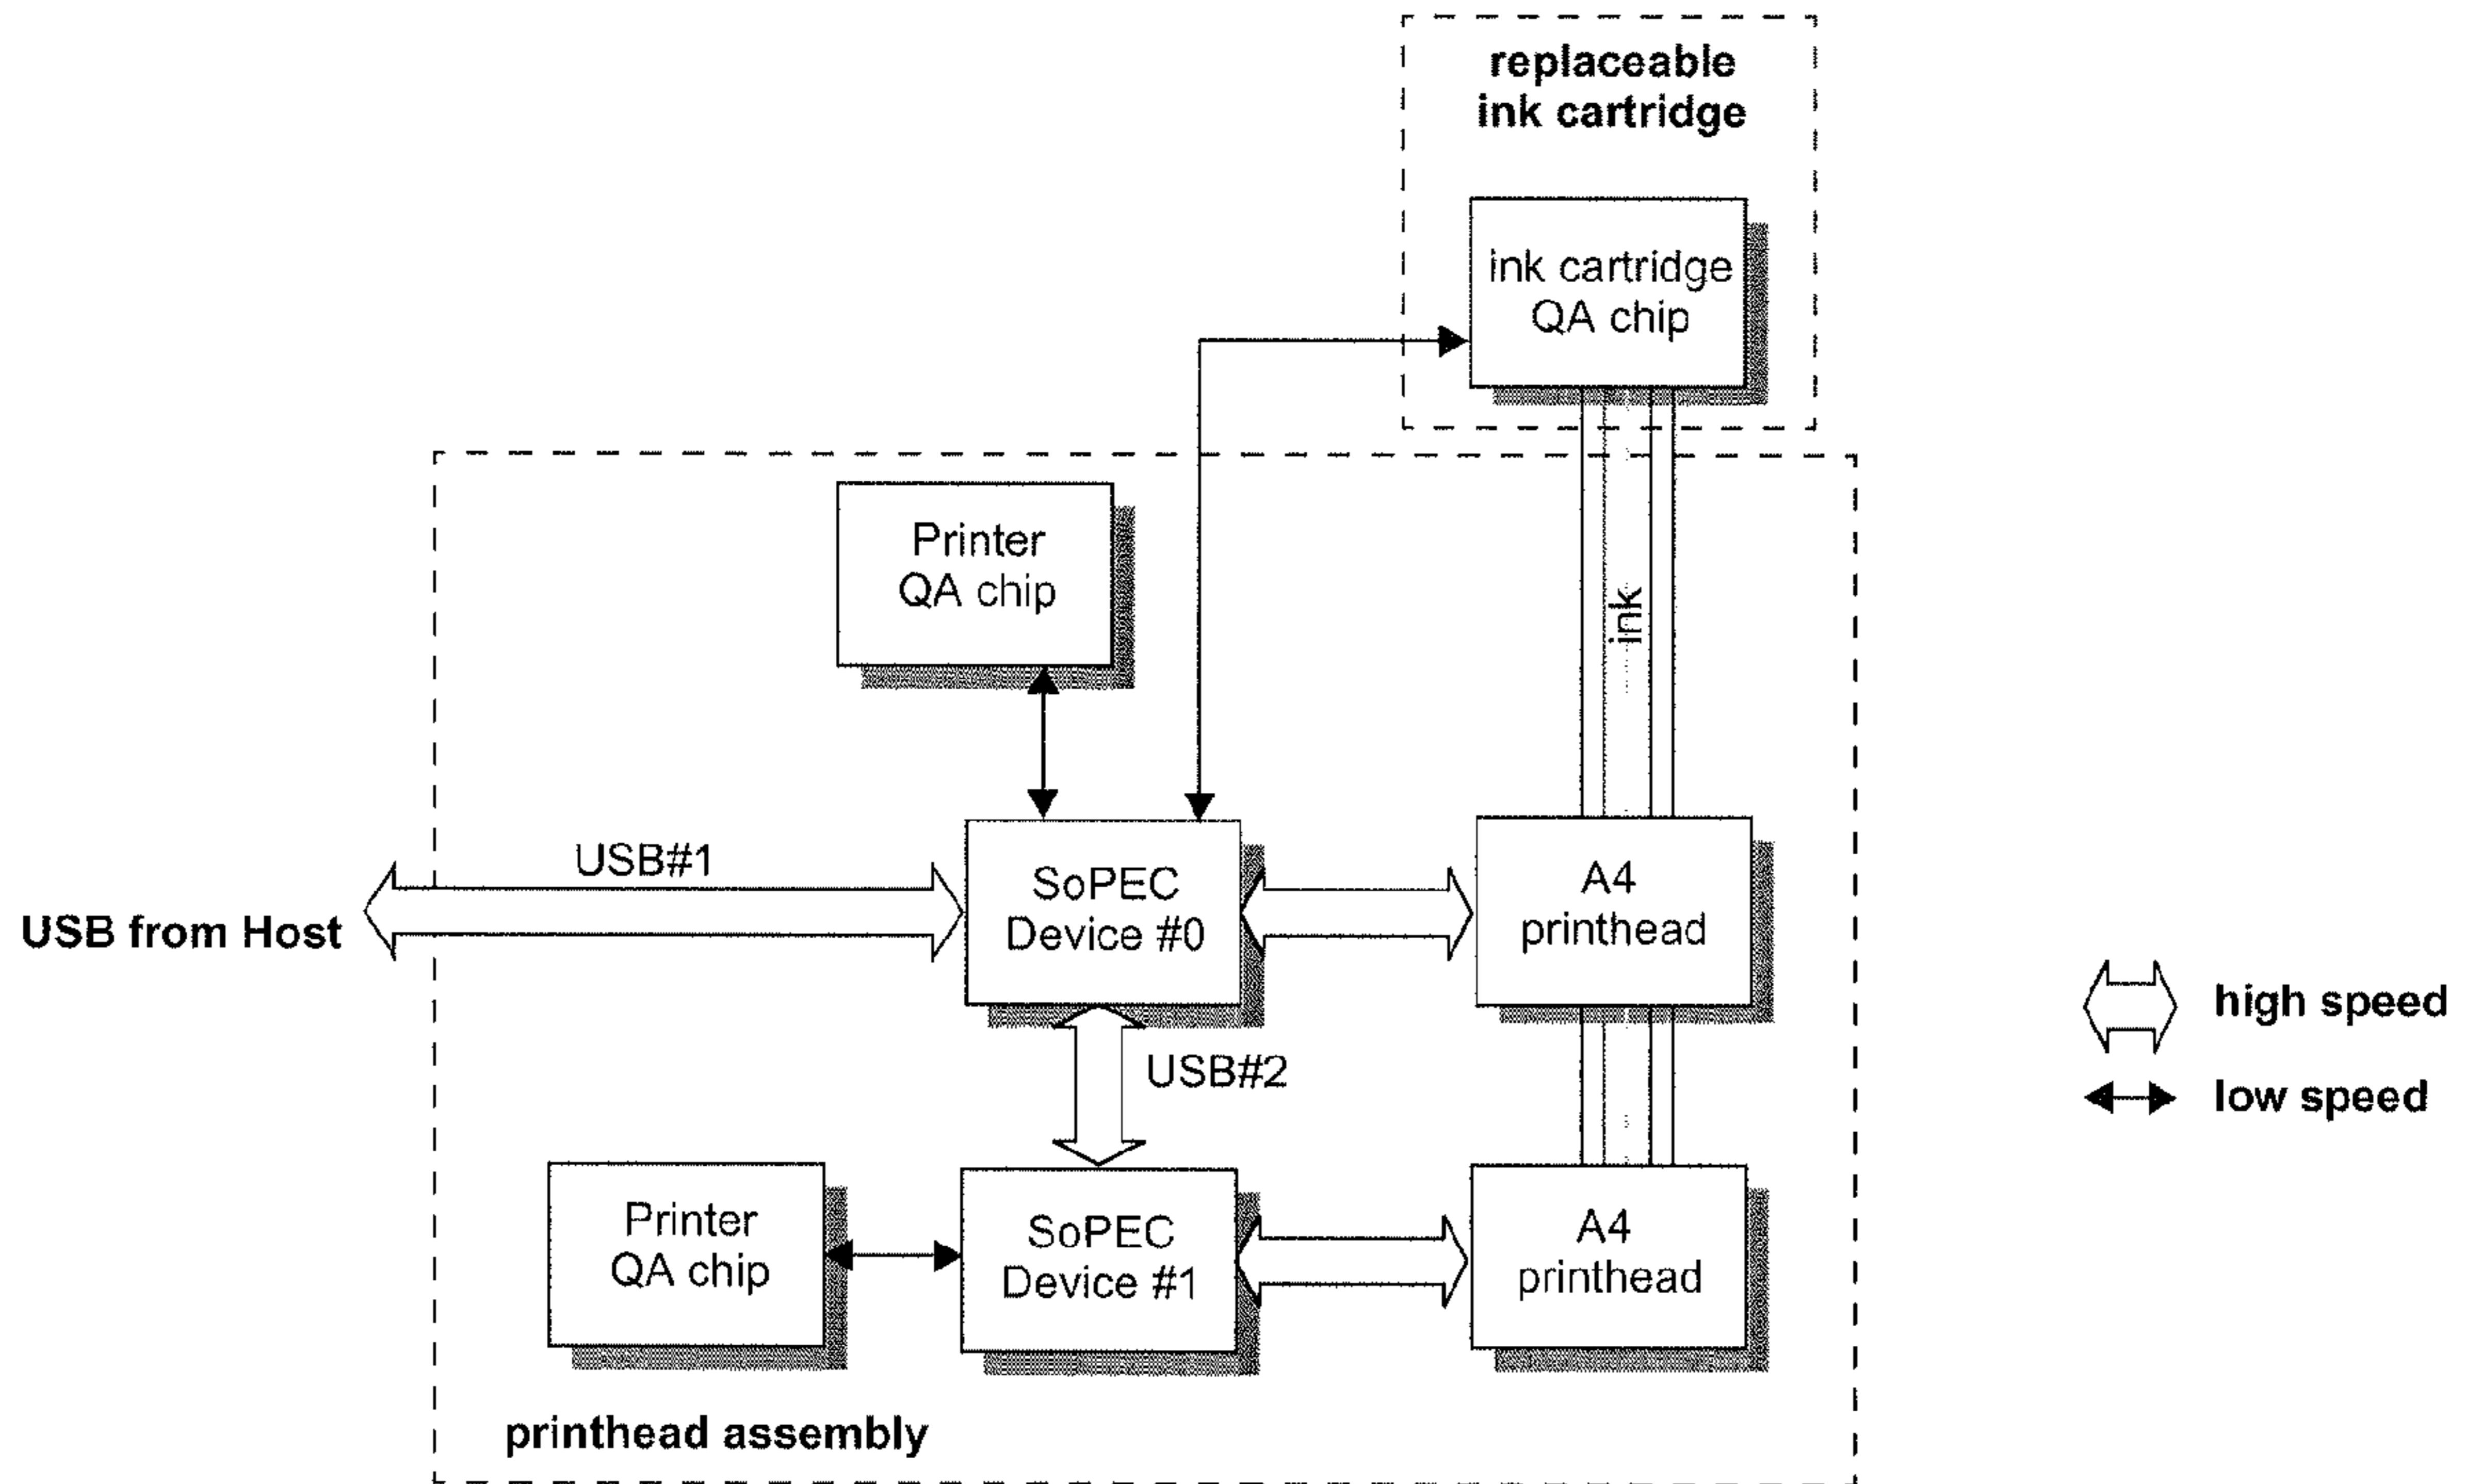 replaceable
ink cartridge
ink cartridge
QA chip
Printer
QA chip
ink
USB#1
USB from Host
SoPEC
Device #0
A4
printhead
high speed
low speed
USB#2
Printer
QA chip
SoPEC
Device #1
A4
printhead
printhead assembly